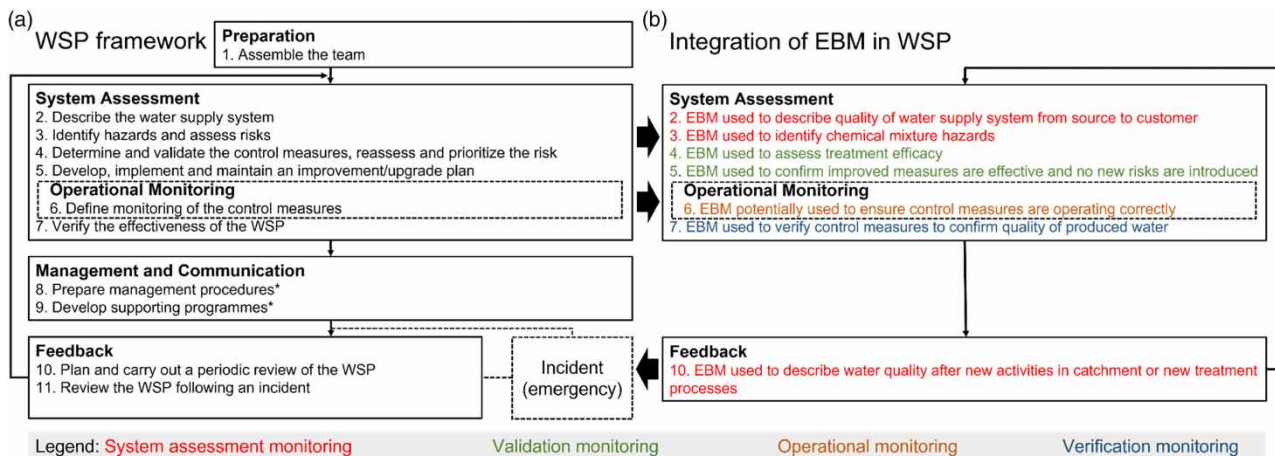 (a)
WSP framework
Preparation
1. Assemble the team
System Assessment
2. Describe the water supply system
3. Identify hazards and assess risks
4. Determine and validate the control measures, reassess and prioritize the risk
5. Develop, implement and maintain an improvement/upgrade plan
Operational Monitoring
6. Define monitoring of the control measures
7. Verify the effectiveness of the WSP
Management and Communication
8. Prepare management procedures*
9. Develop supporting programmes*
Feedback
10. Plan and carry out a periodic review of the WSP
11. Review the WSP following an incident
Incident
(emergency)
(b)
Integration of EBM in WSP
System Assessment
2. EBM used to describe quality of water supply system from source to customer
3. EBM used to identify chemical mixture hazards
4. EBM used to assess treatment efficacy
5. EBM used to confirm improved measures are effective and no new risks are introduced
Operational Monitoring
6. EBM potentially used to ensure control measures are operating correctly
7. EBM used to verify control measures to confirm quality of produced water
Feedback
10. EBM used to describe water quality after new activities in catchment or new treatment
processes
Legend: System assessment monitoring Validation monitoring Operational monitoring Verification monitoring